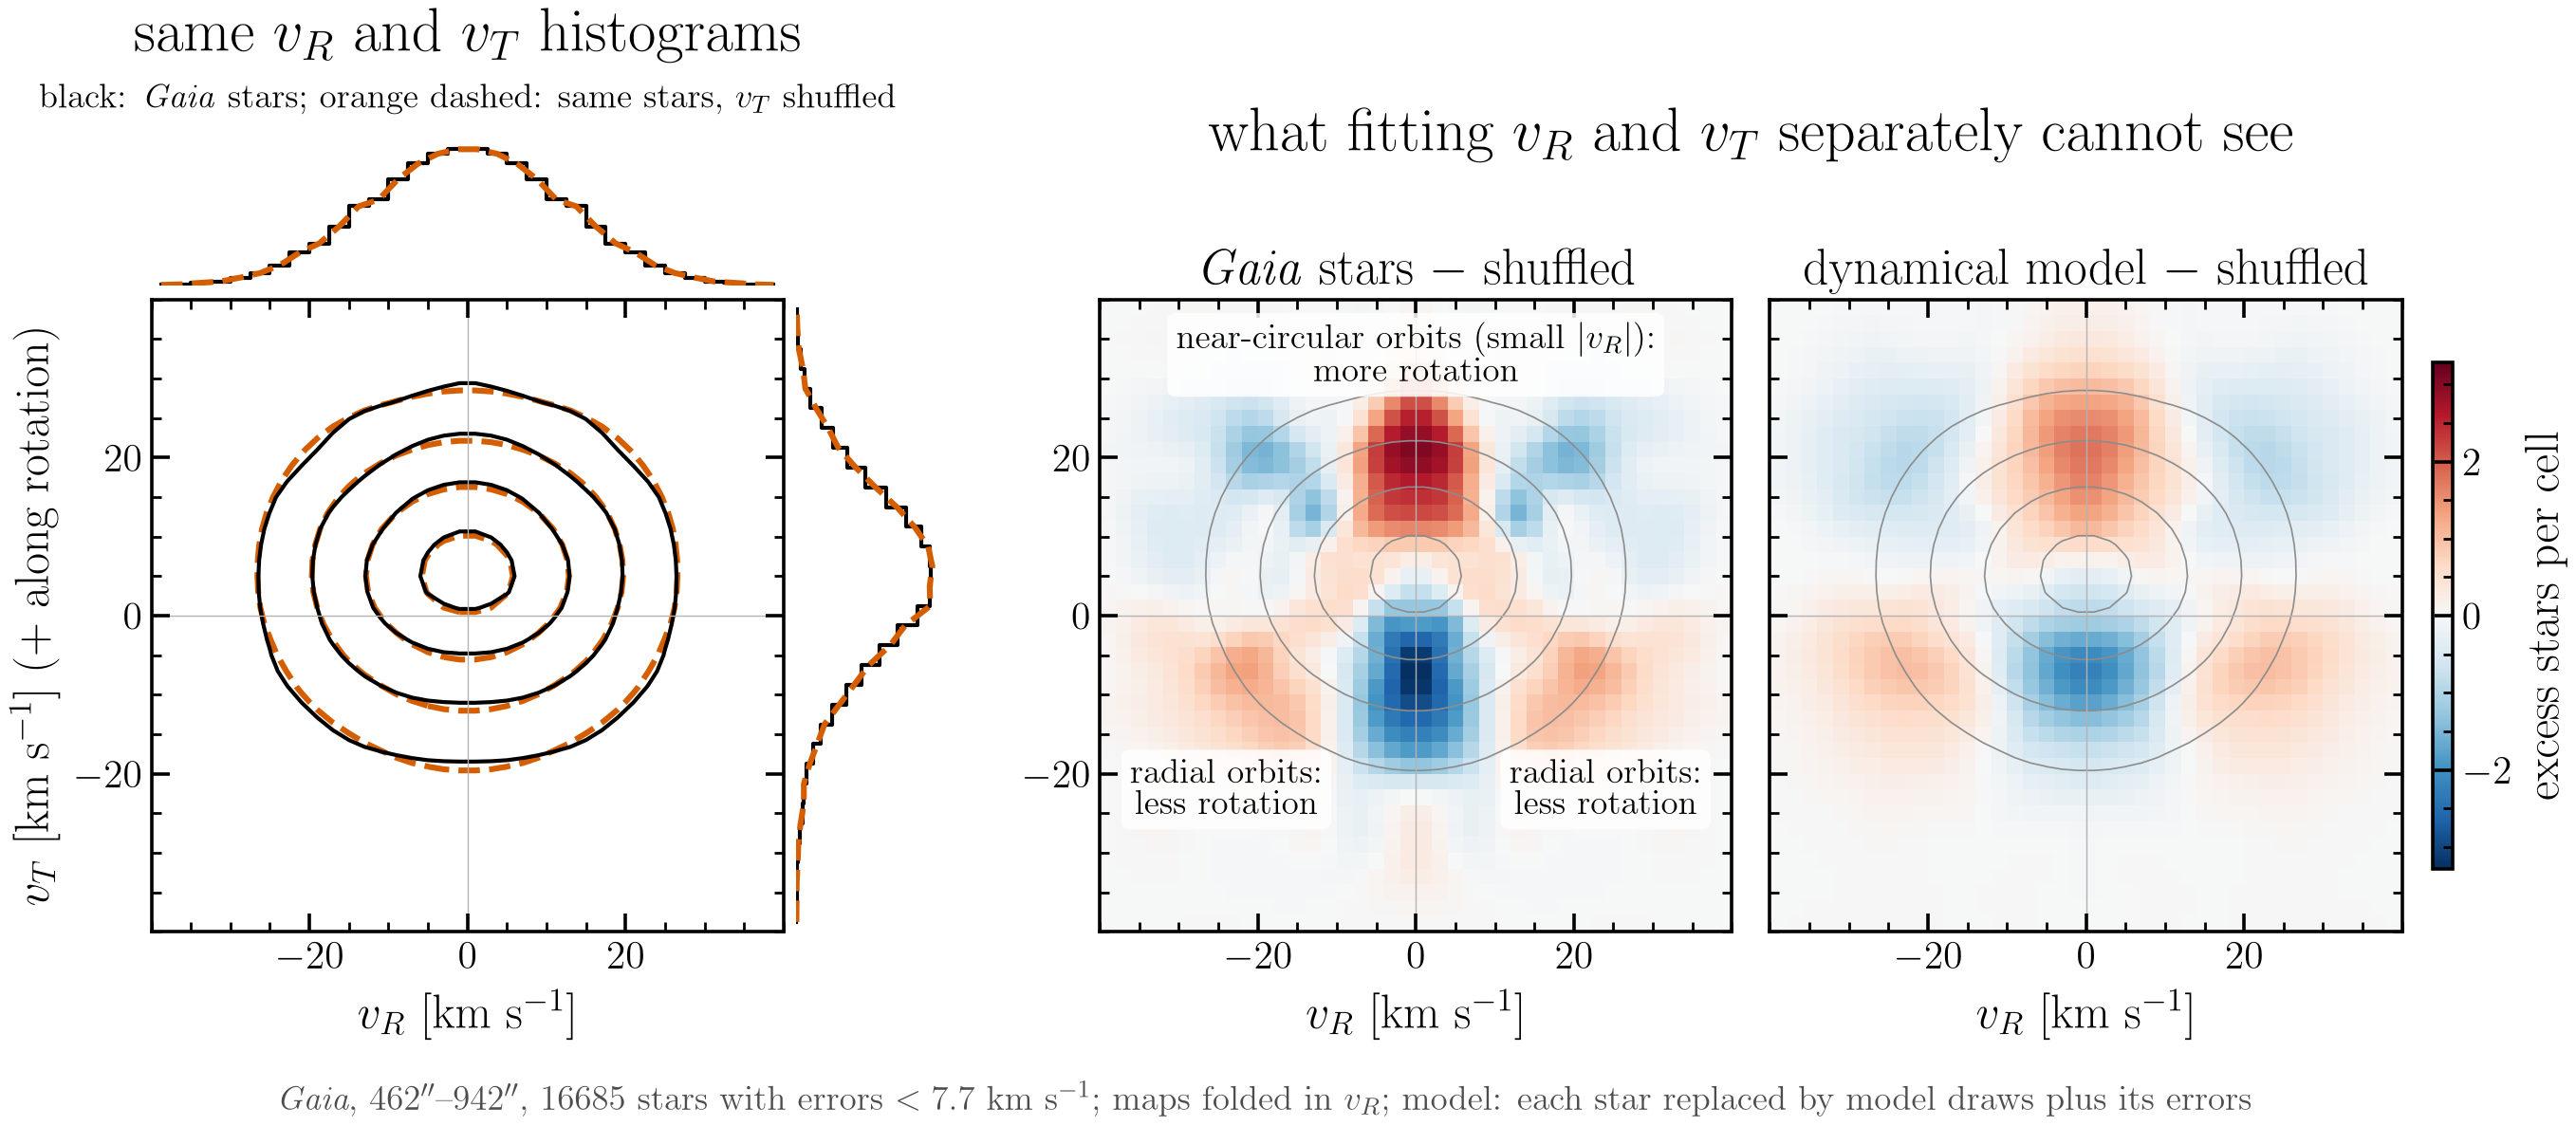 same v_R and v_T histograms
black: Gaia stars; orange dashed: same stars, v_T shuffled
what fitting v_R and v_T separately cannot see
Gaia stars − shuffled
dynamical model − shuffled
v_T [km s⁻¹] (+ along rotation)
20
0
−20
−20 0 20
v_R [km s⁻¹]
near-circular orbits (small |v_R|):
more rotation
radial orbits:
less rotation
radial orbits:
less rotation
20
0
−20
−20 0 20
v_R [km s⁻¹]
−20 0 20
v_R [km s⁻¹]
2
0
−2
excess stars per cell
Gaia, 462″–942″, 16685 stars with errors < 7.7 km s⁻¹; maps folded in v_R; model: each star replaced by model draws plus its errors